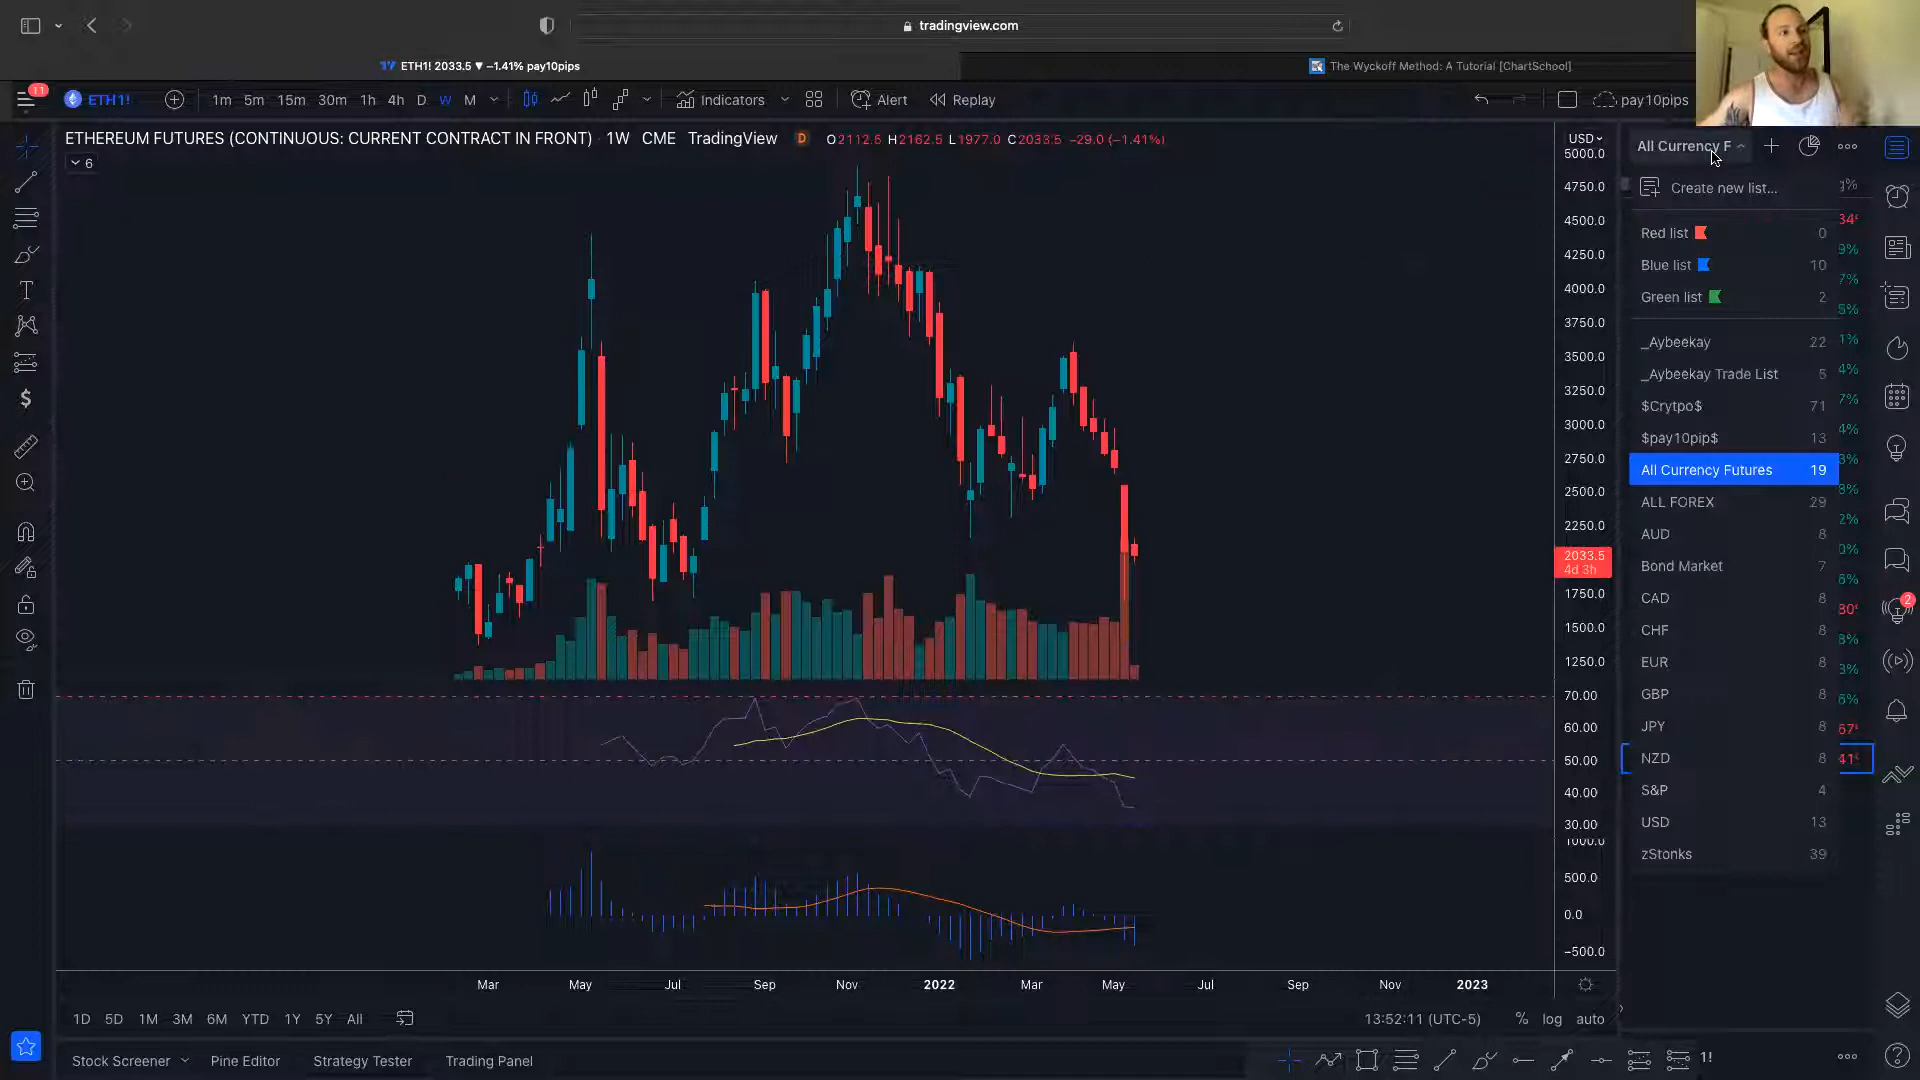 tradingview.com
ETH1! 2033.5 ▼ −1.41% pay10pips
The Wyckoff Method: A Tutorial [ChartSchool]
11
ETH1!
1m 5m 15m 30m 1h 4h D W M
Indicators
Alert
Replay
pay10pips
ETHEREUM FUTURES (CONTINUOUS: CURRENT CONTRACT IN FRONT) · 1W CME TradingView D O2112.5 H2162.5 L1977.0 C2033.5 −29.0 (−1.41%)
6
USD
5000.0
4750.0
4500.0
4250.0
4000.0
3750.0
3500.0
3250.0
3000.0
2750.0
2500.0
2250.0
2033.5
4d 3h
1750.0
1500.0
1250.0
70.00
60.00
50.00
40.00
30.00
1000.0
500.0
0.0
−500.0
All Currency F
Create new list...
Red list 0
Blue list 10
Green list 2
_Aybeekay 22
_Aybeekay Trade List 5
$Crytpo$ 71
$pay10pip$ 13
All Currency Futures 19
ALL FOREX 29
AUD 8
Bond Market 7
CAD 8
CHF 8
EUR 8
GBP 8
JPY 8
NZD 8
S&P 4
USD 13
zStonks 39
2
Mar May Jul Sep Nov 2022 Mar May Jul Sep Nov 2023
1D 5D 1M 3M 6M YTD 1Y 5Y All
13:52:11 (UTC-5) % log auto
Stock Screener Pine Editor Strategy Tester Trading Panel
1!